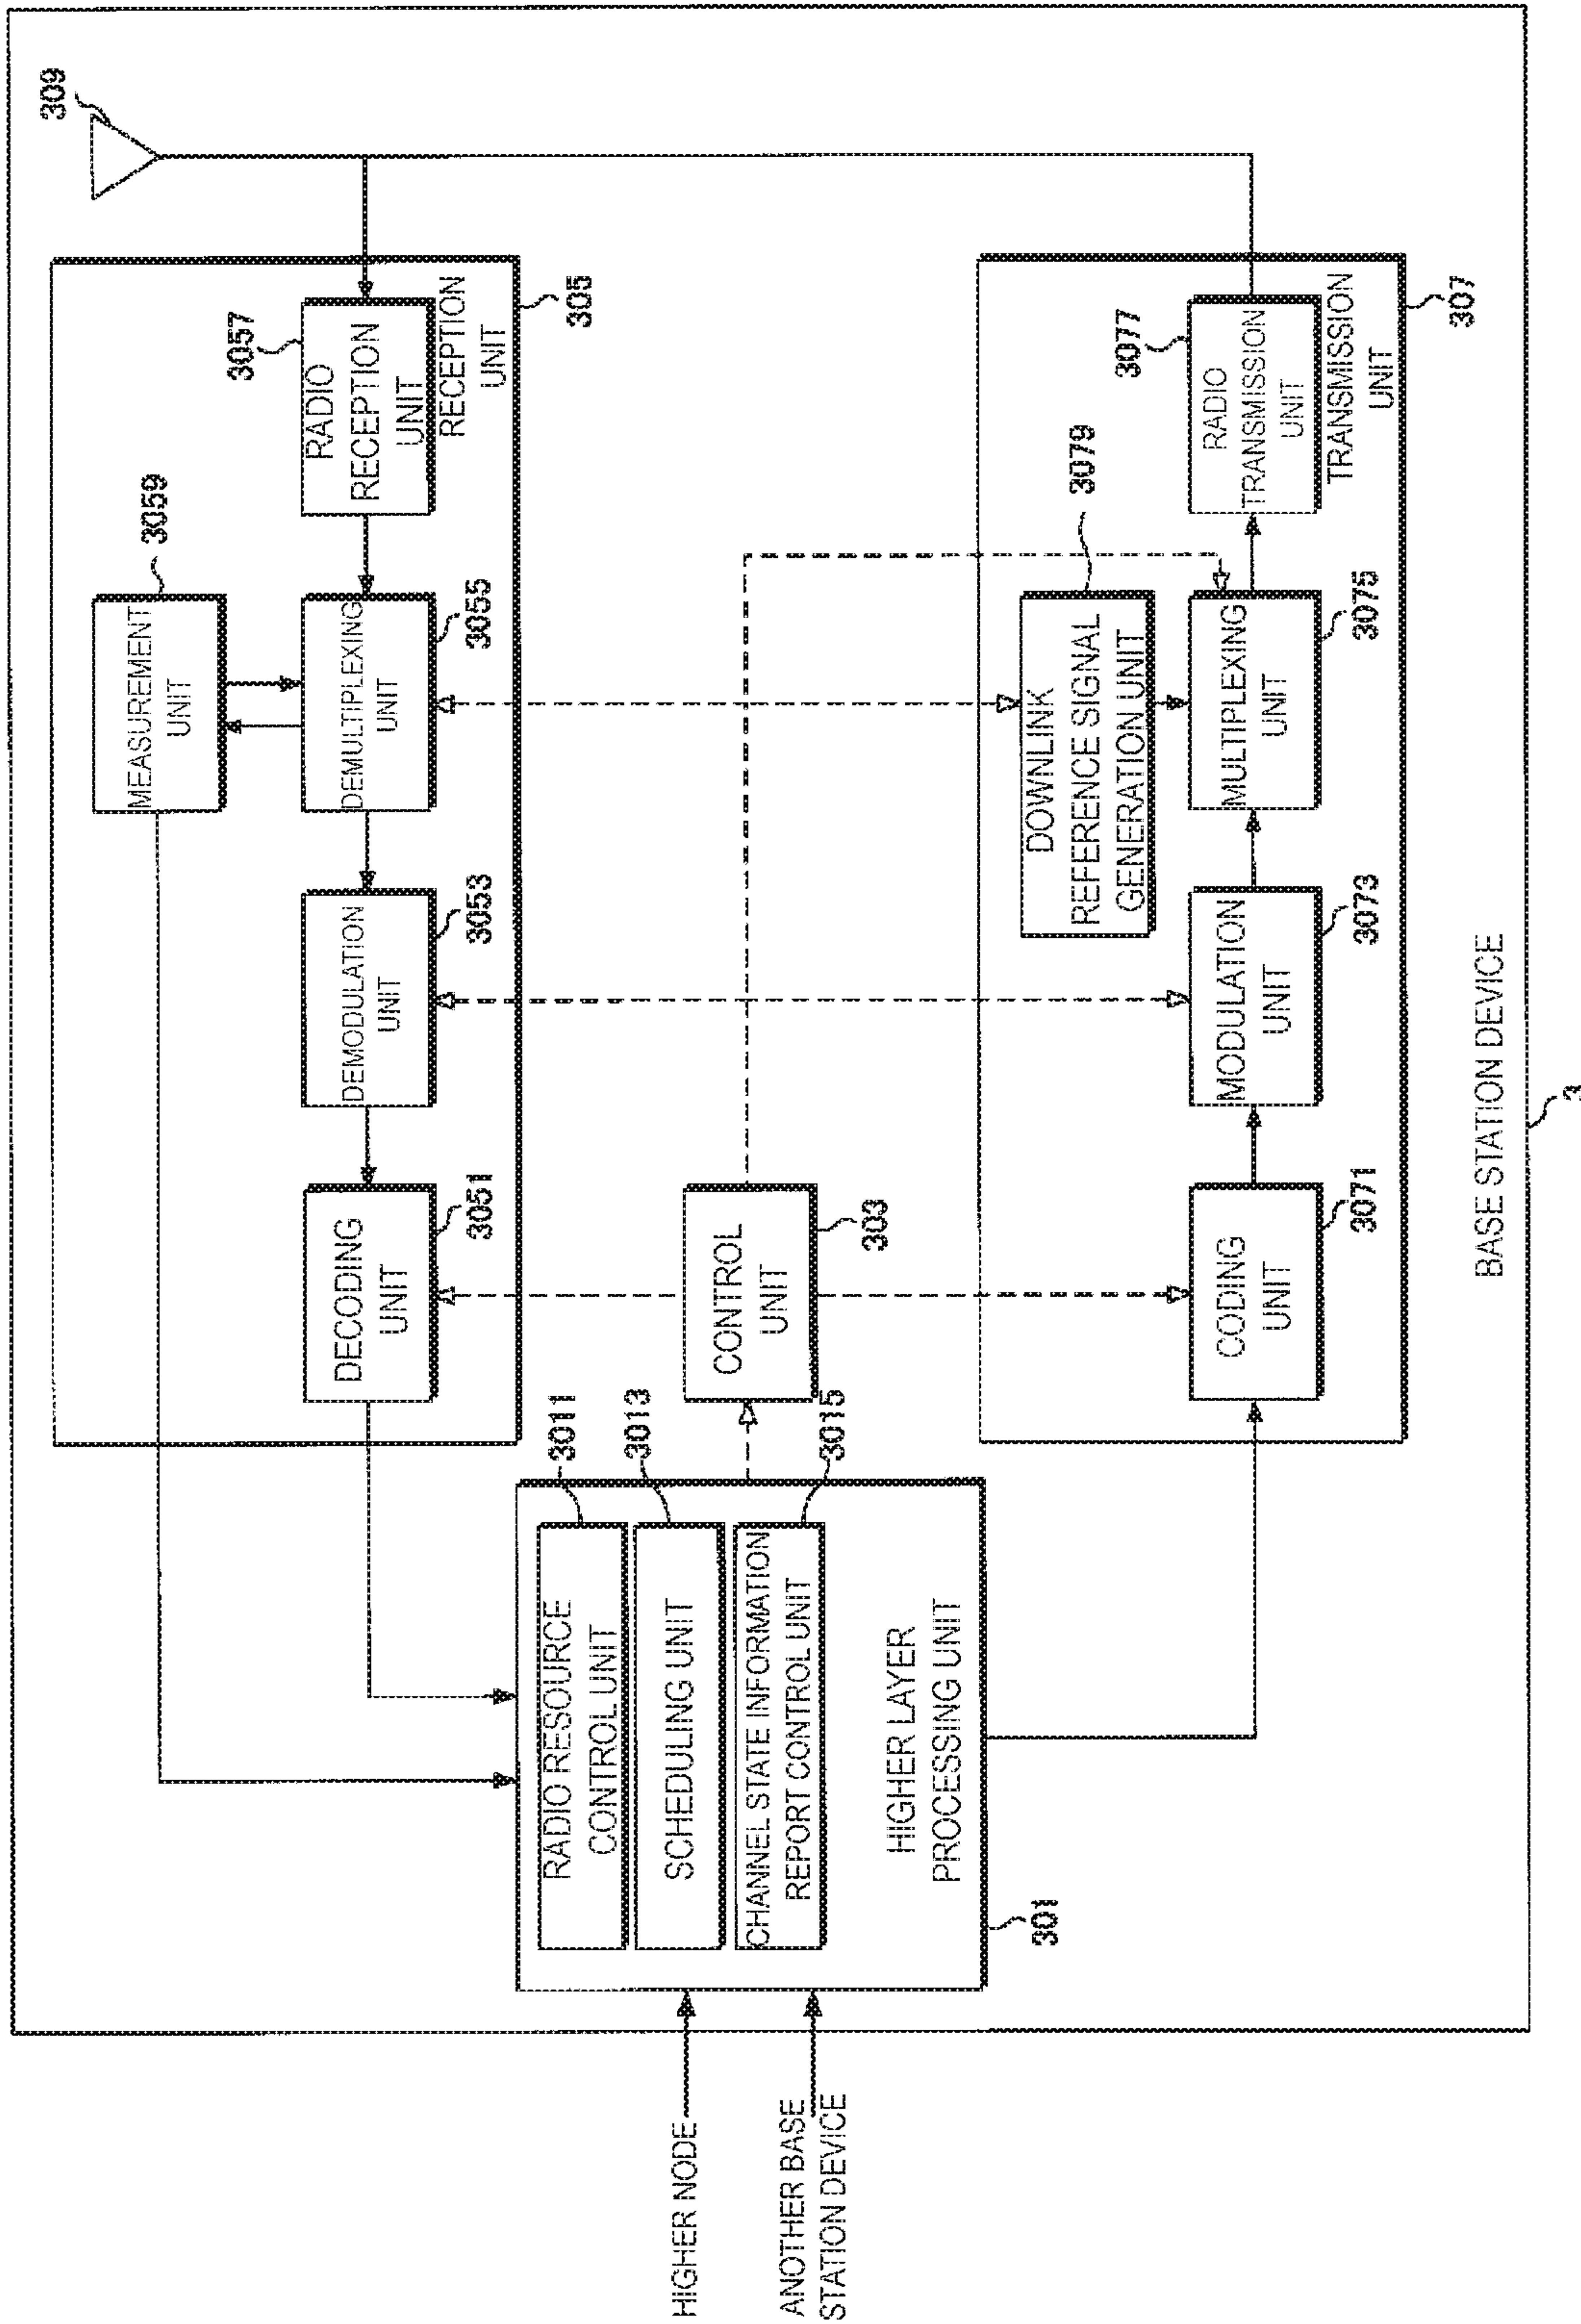 309
3059
MEASUREMENT
UNIT
3057
RADIO
RECEPTION
UNIT
RECEPTION
UNIT
305
DEMULTIPLEXING
UNIT
3055
DEMODULATION
UNIT
3053
DECODING
UNIT
3051
HIGHER NODE
ANOTHER BASE
STATION DEVICE
RADIO RESOURCE
CONTROL UNIT
3011
SCHEDULING UNIT
3013
CHANNEL STATE INFORMATION
REPORT CONTROL UNIT
3015
HIGHER LAYER
PROCESSING UNIT
301
CONTROL
UNIT
303
DOWNLINK
REFERENCE SIGNAL
GENERATION UNIT
3079
CODING
UNIT
3071
MODULATION
UNIT
3073
MULTIPLEXING
UNIT
3075
3077
RADIO
TRANSMISSION
UNIT
TRANSMISSION
UNIT
307
BASE STATION DEVICE
3